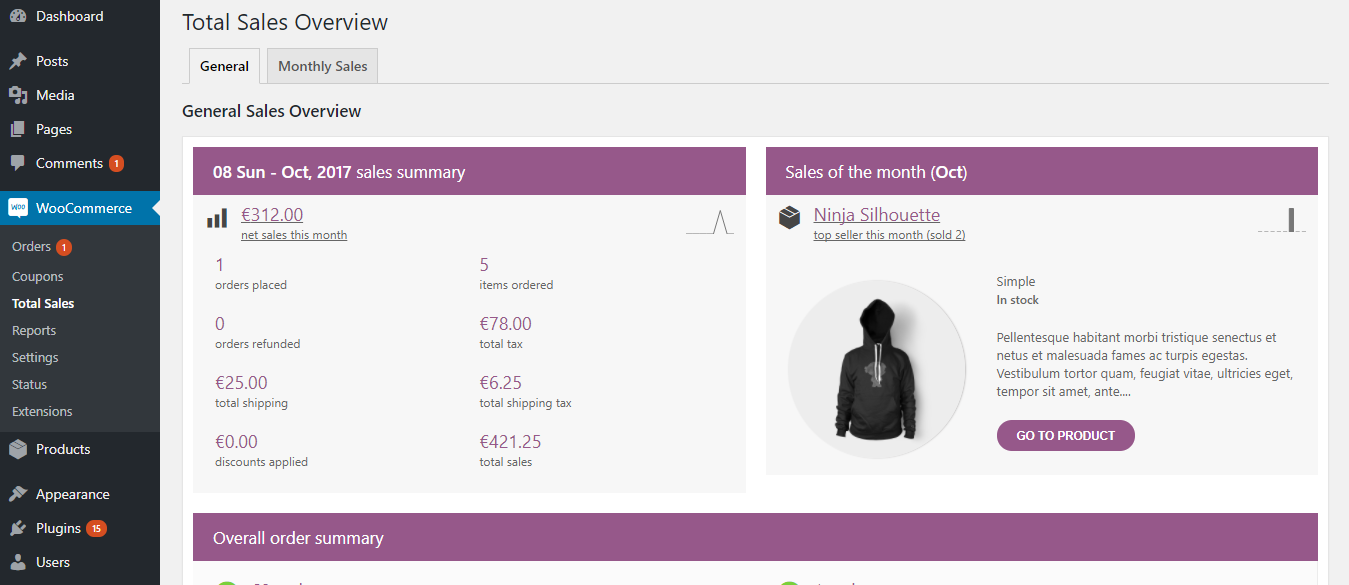 Dashboard
Posts
Media
Pages
Comments 1
WooCommerce
Orders 1
Coupons
Total Sales
Reports
Settings
Status
Extensions
Products
Appearance
Plugins 15
Users
Total Sales Overview
General
Monthly Sales
General Sales Overview
08 Sun - Oct, 2017 sales summary
€312.00
net sales this month
1
orders placed
5
items ordered
0
orders refunded
€78.00
total tax
€25.00
total shipping
€6.25
total shipping tax
€0.00
discounts applied
€421.25
total sales
Sales of the month (Oct)
Ninja Silhouette
top seller this month (sold 2)
Simple
In stock
Pellentesque habitant morbi tristique senectus et
netus et malesuada fames ac turpis egestas.
Vestibulum tortor quam, feugiat vitae, ultricies eget,
tempor sit amet, ante....
GO TO PRODUCT
Overall order summary